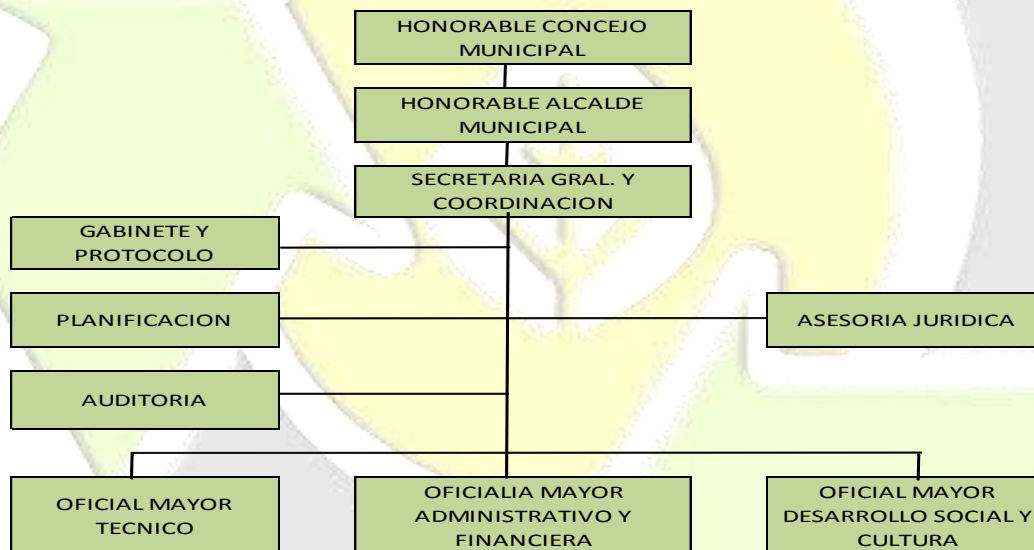 HONORABLE CONCEJO
MUNICIPAL
HONORABLE ALCALDE
MUNICIPAL
SECRETARIA GRAL. Y
COORDINACION
GABINETE Y
PROTOCOLO
PLANIFICACION
ASESORIA JURIDICA
AUDITORIA
OFICIAL MAYOR
TECNICO
OFICIALIA MAYOR
ADMINISTRATIVO Y
FINANCIERA
OFICIAL MAYOR
DESARROLLO SOCIAL Y
CULTURA